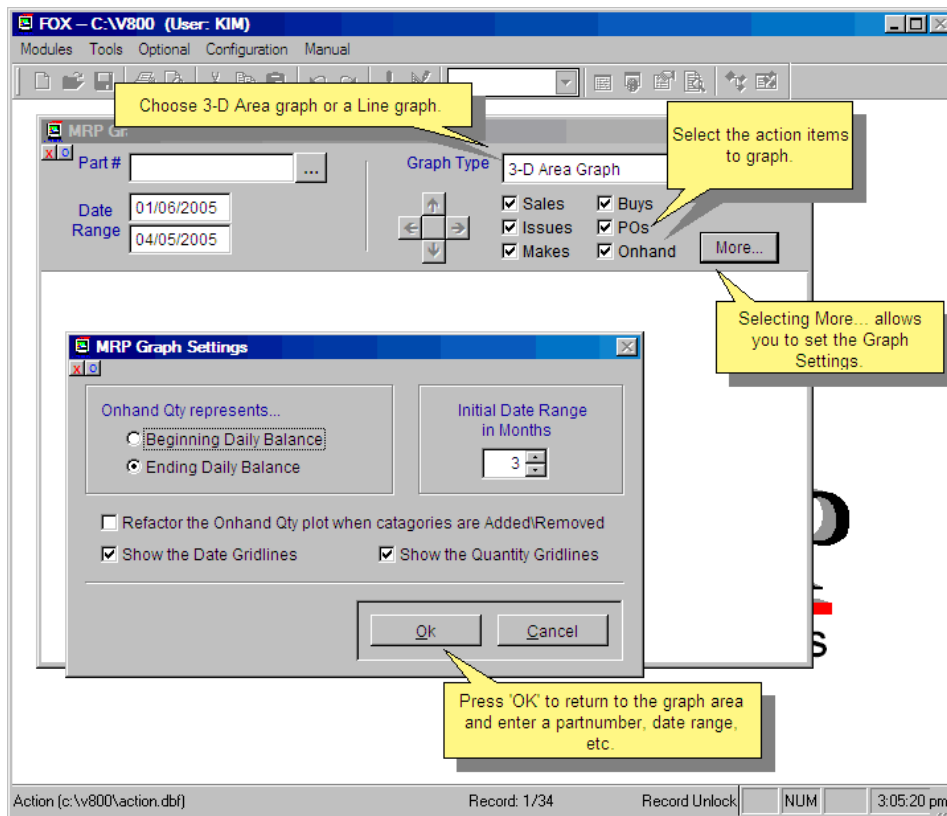 FOX – C:\V800 (User: KIM)
Modules Tools Optional Configuration Manual
Choose 3-D Area graph or a Line graph.
Select the action items
to graph.
MRP
Part #
...
Graph Type
3-D Area Graph
Date
Range
01/06/2005
04/05/2005
Sales
Buys
Issues
POs
Makes
Onhand
More...
Selecting More... allows
you to set the Graph
Settings.
MRP Graph Settings
Onhand Qty represents...
Beginning Daily Balance
Ending Daily Balance
Initial Date Range
in Months
3
Refactor the Onhand Qty plot when catagories are Added\Removed
Show the Date Gridlines
Show the Quantity Gridlines
Ok
Cancel
Press 'OK' to return to the graph area
and enter a partnumber, date range,
etc.
Action (c:\v800\action.dbf)
Record: 1/34
Record Unlock
NUM
3:05:20 pm